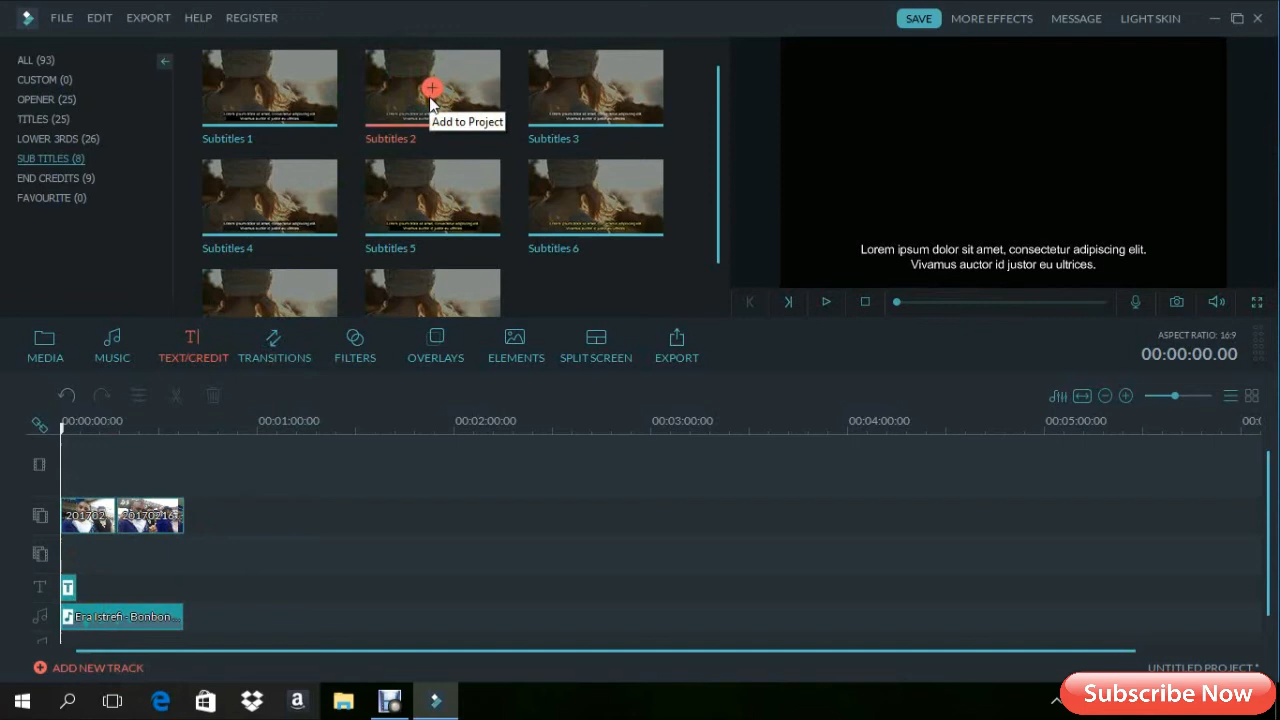 FILE EDIT EXPORT HELP REGISTER
SAVE MORE EFFECTS MESSAGE LIGHT SKIN
ALL (93)
CUSTOM (0)
OPENER (25)
TITLES (25)
LOWER 3RDS (26)
SUB TITLES (8)
END CREDITS (9)
FAVOURITE (0)
Add to Project
Subtitles 1 Subtitles 2 Subtitles 3
Subtitles 4 Subtitles 5 Subtitles 6
Lorem ipsum dolor sit amet, consectetur adipiscing elit.
Vivamus auctor id justor eu ultrices.
MEDIA MUSIC TEXT/CREDIT TRANSITIONS FILTERS OVERLAYS ELEMENTS SPLIT SCREEN EXPORT
ASPECT RATIO: 16:9
00:00:00.00
00:00:00:00 00:01:00:00 00:02:00:00 00:03:00:00 00:04:00:00 00:05:00:00
201702 20170216
T
Era Istrefi - Bonbon...
ADD NEW TRACK
UNTITLED PROJECT *
Subscribe Now